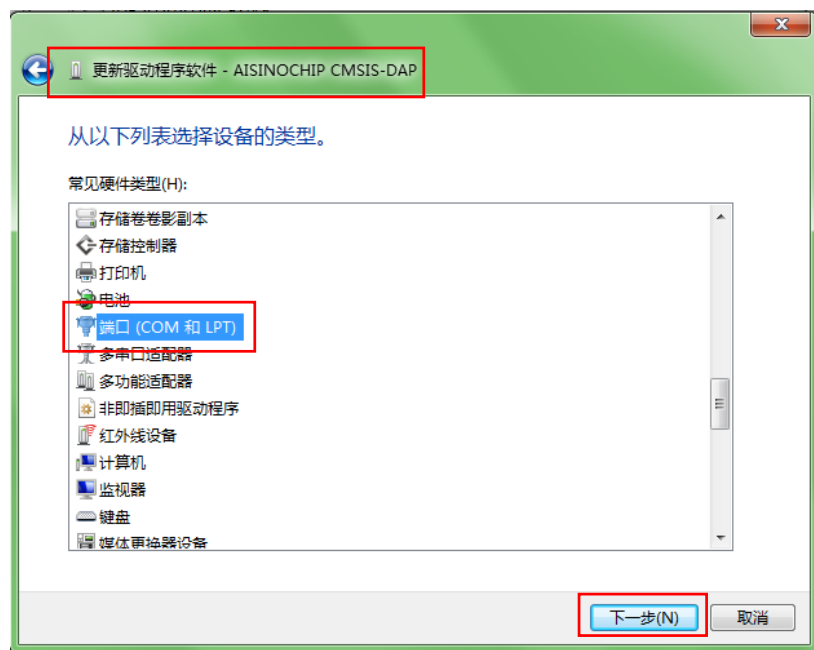 更新驱动程序软件 - AISINOCHIP CMSIS-DAP
从以下列表选择设备的类型。
常见硬件类型(H):
存储卷卷影副本
存储控制器
打印机
电池
端口 (COM 和 LPT)
多串口适配器
多功能适配器
非即插即用驱动程序
红外线设备
计算机
监视器
键盘
媒体更换器设备
下一步(N)
取消